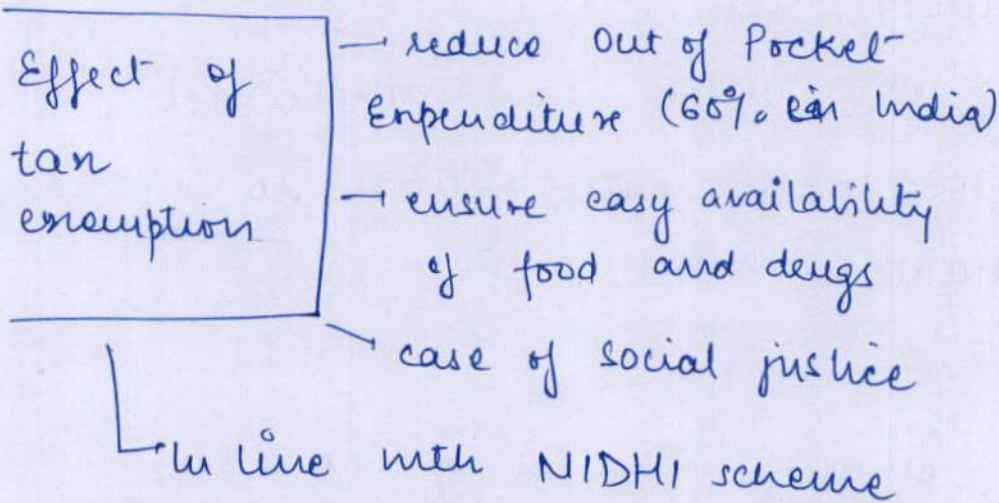 Effect of
tax
exemption
→ reduce Out of Pocket
Expenditure (60% in India)
→ ensure easy availability
of food and drugs
→ case of social justice
In line with NIDHI scheme